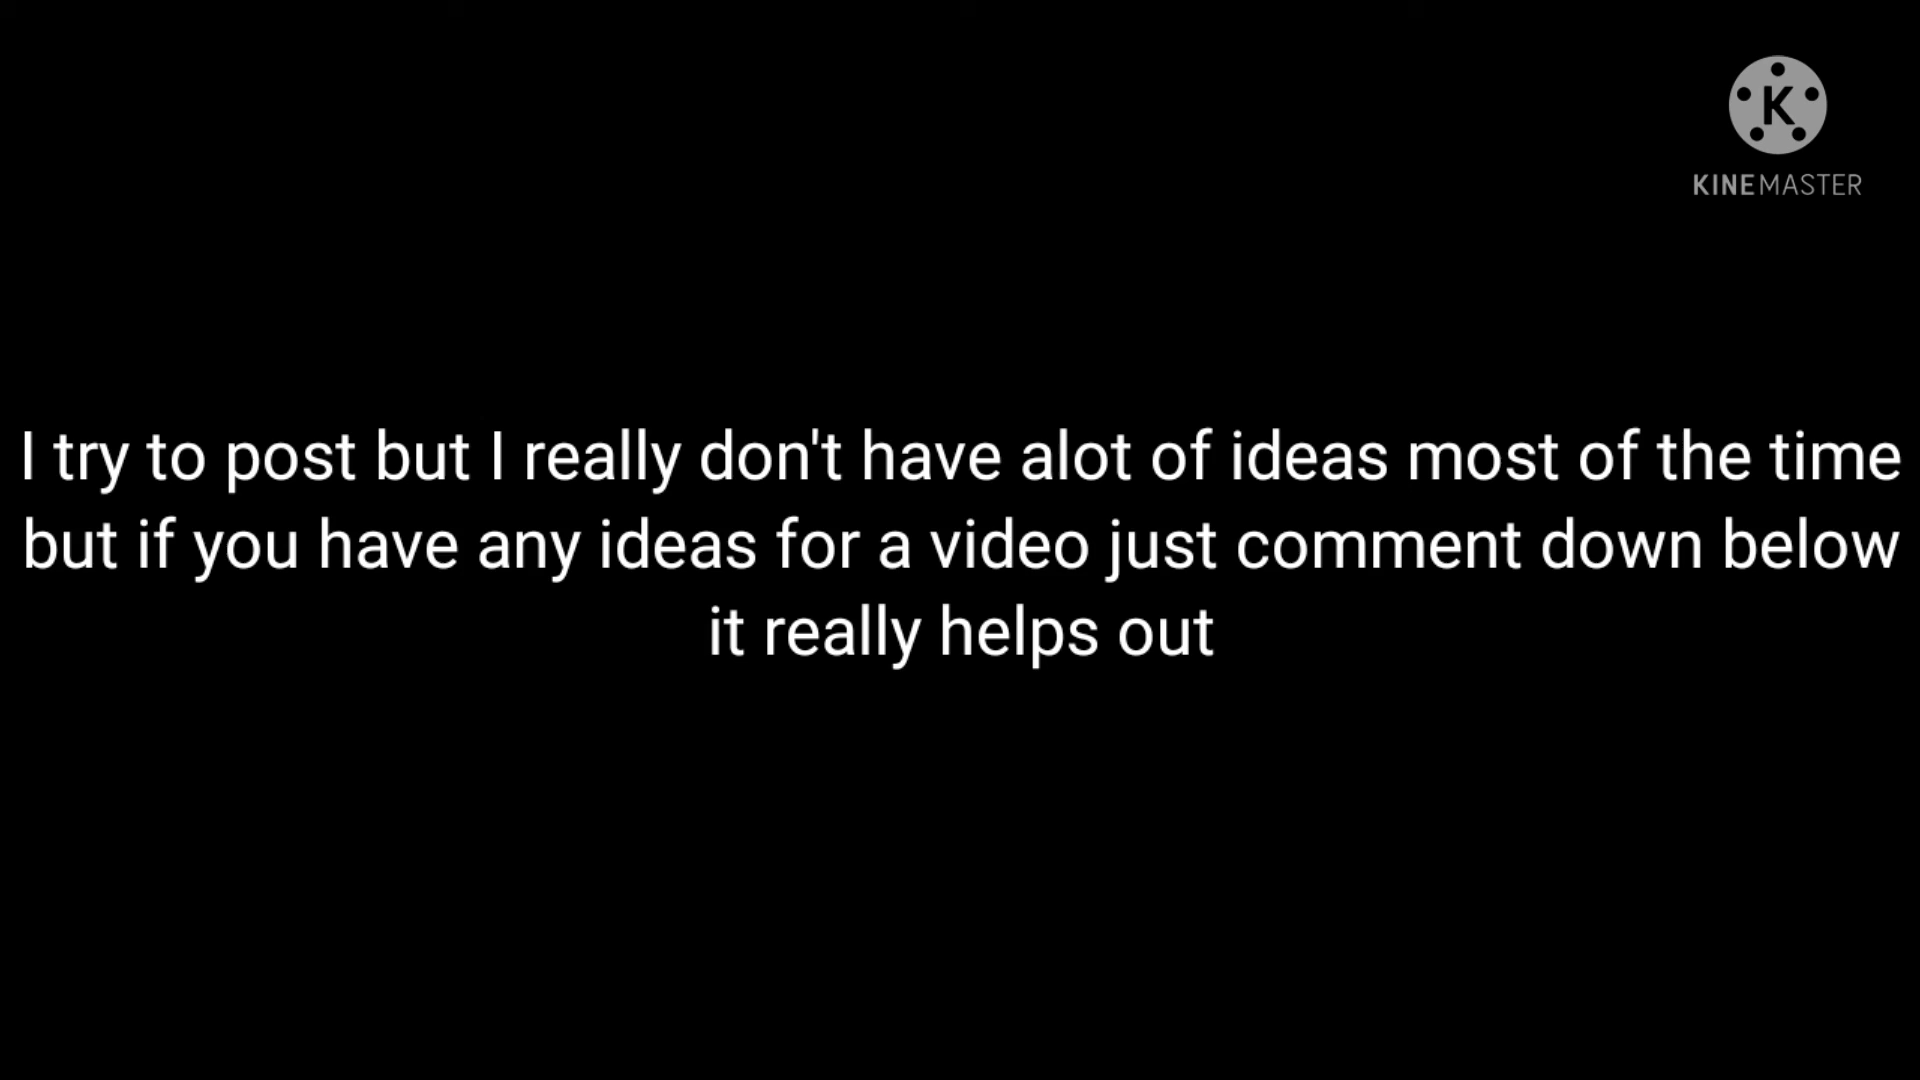 K
KINEMASTER
I try to post but I really don't have alot of ideas most of the time
but if you have any ideas for a video just comment down below
it really helps out